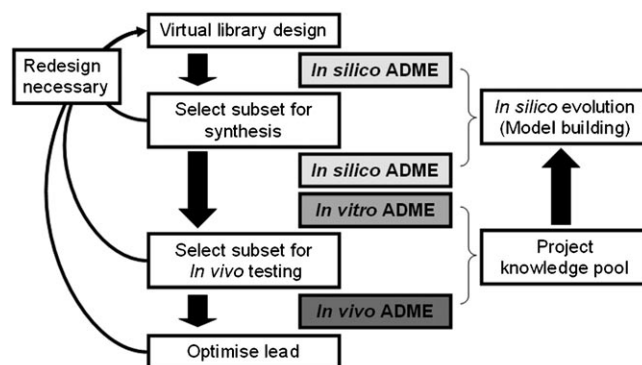 Virtual library design
Redesign
necessary
In silico ADME
Select subset for
synthesis
In silico evolution
(Model building)
In silico ADME
In vitro ADME
Select subset for
In vivo testing
Project
knowledge pool
In vivo ADME
Optimise lead